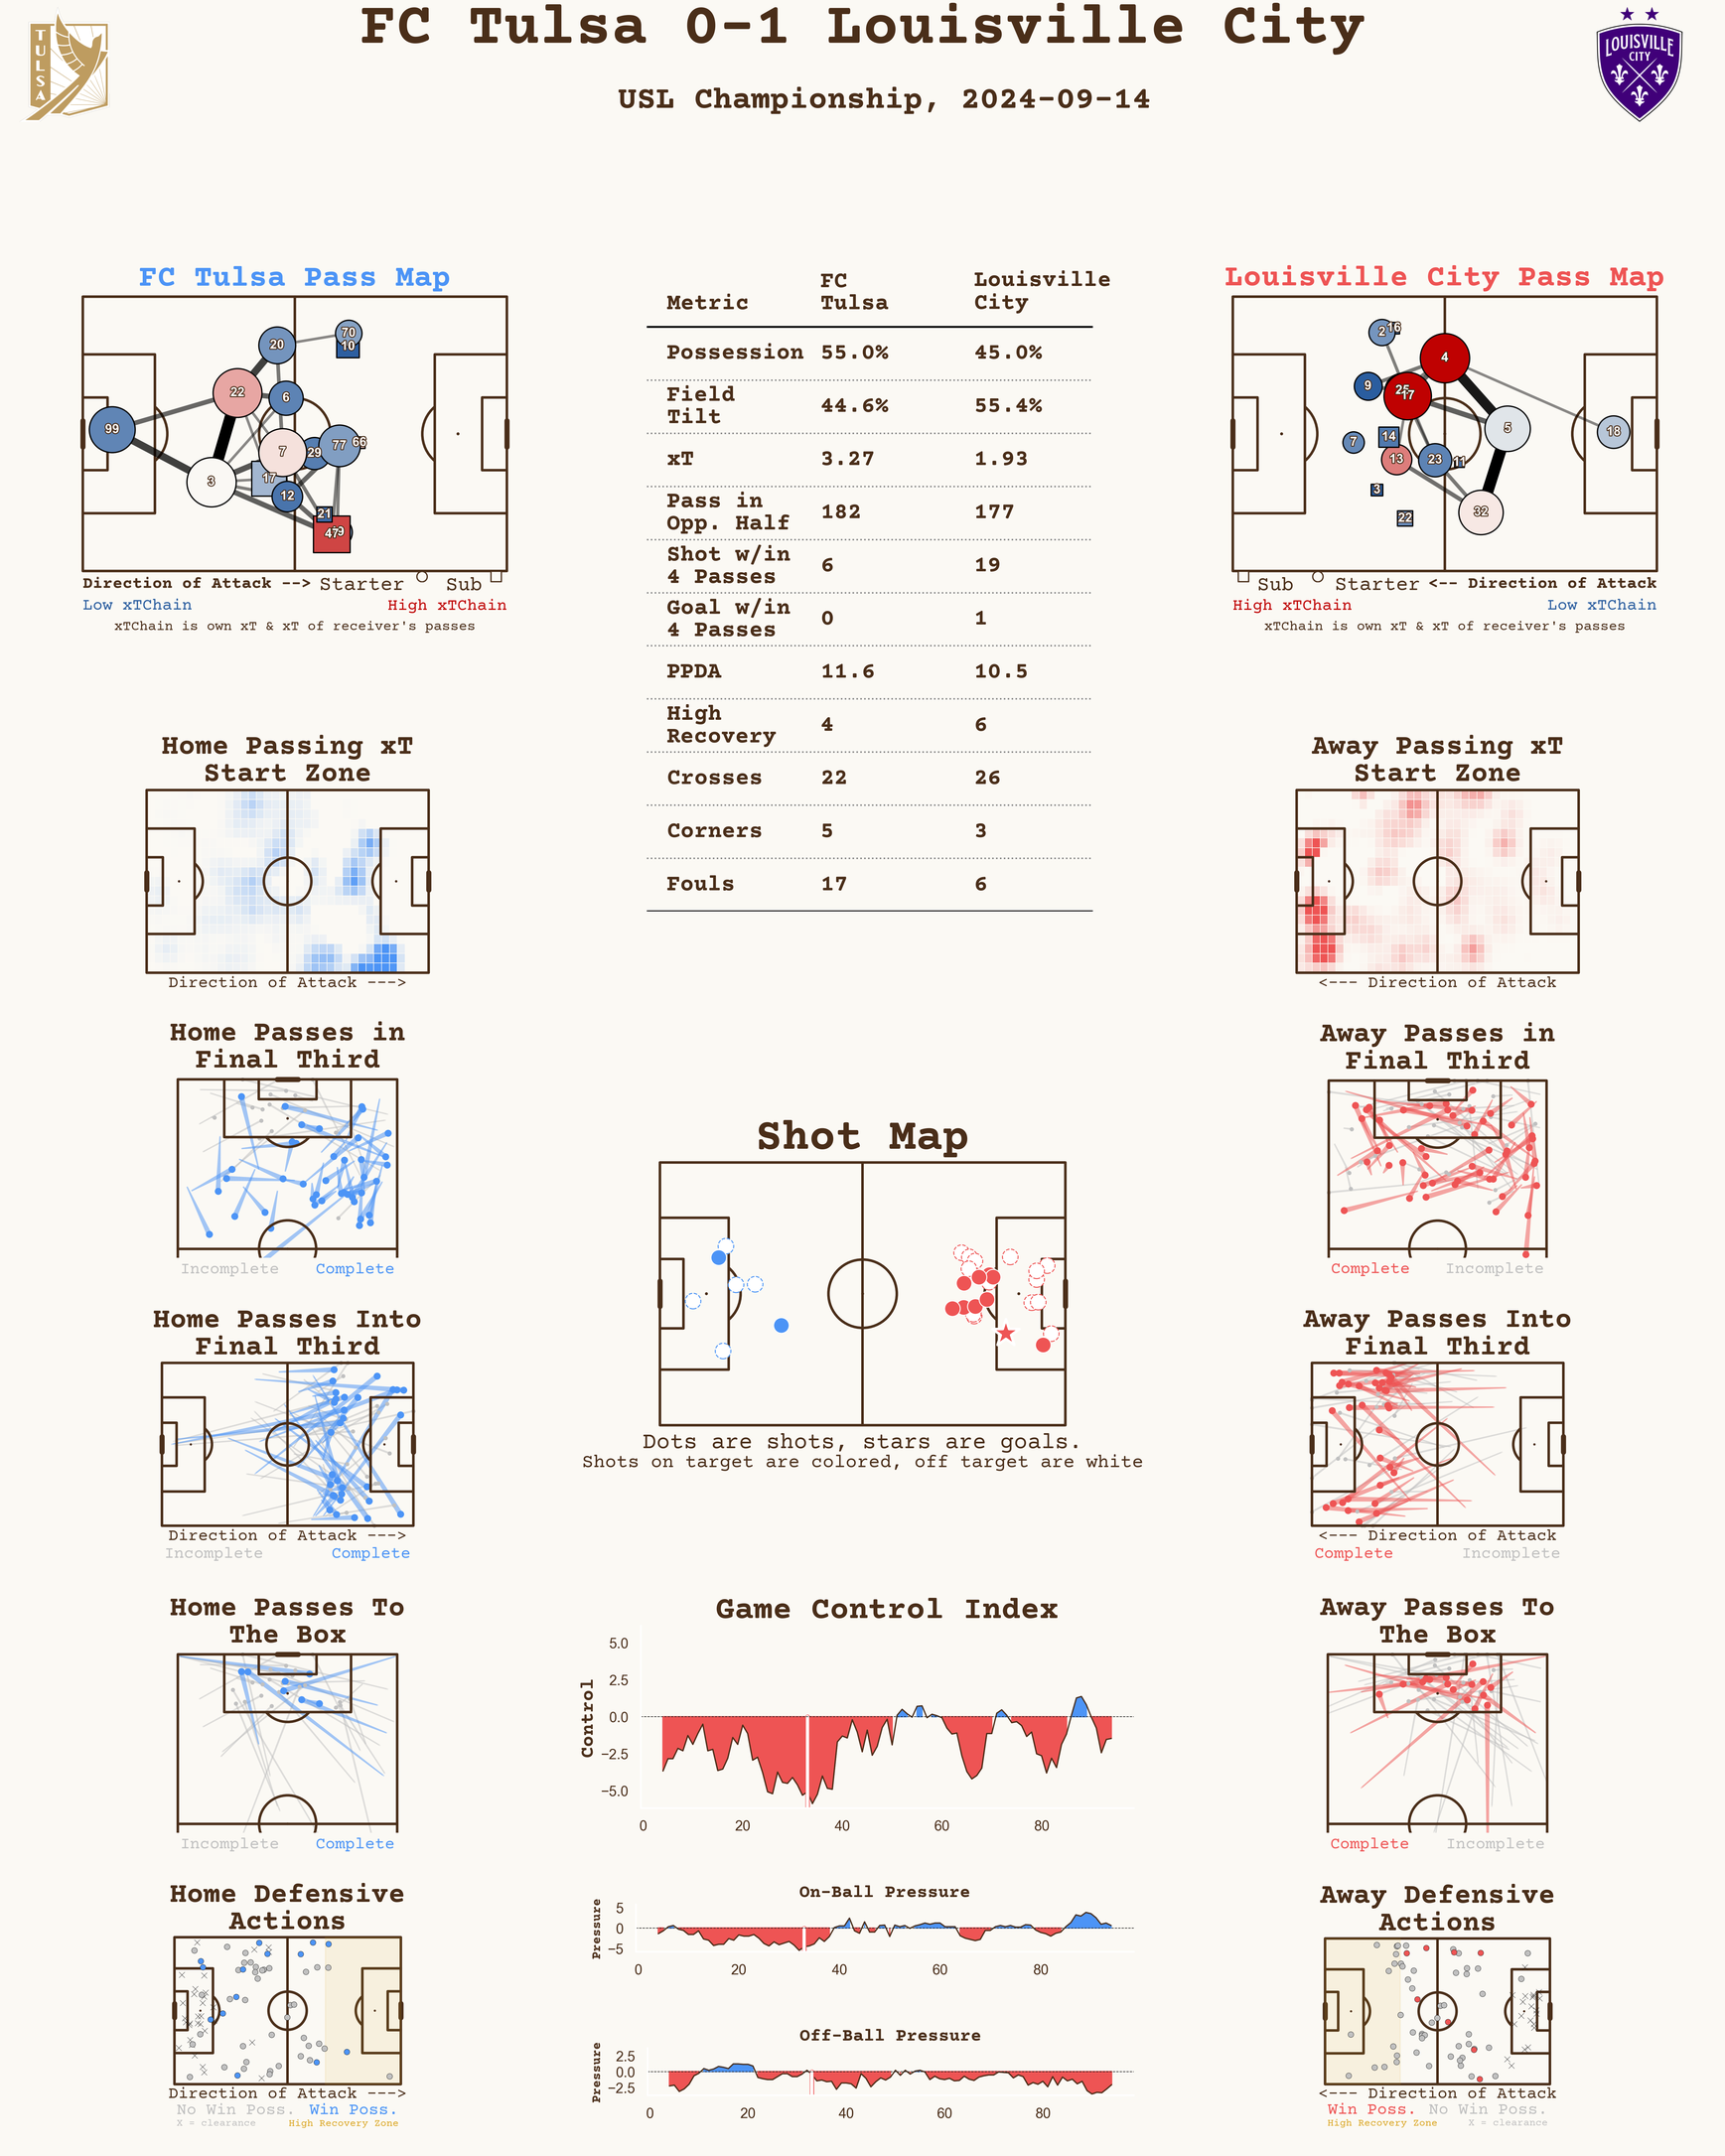 FC Tulsa 0-1 Louisville City
USL Championship, 2024-09-14
TULSA
LOUISVILLE
CITY
FC Tulsa Pass Map
70
10
20
22
6
99
7
29
77
66
17
3
12
21
47
Direction of Attack --> Starter Sub
Low xTChain High xTChain
xTChain is own xT & xT of receiver's passes
Metric FC Tulsa Louisville City
Possession 55.0% 45.0%
Field Tilt 44.6% 55.4%
xT 3.27 1.93
Pass in Opp. Half 182 177
Shot w/in 4 Passes 6 19
Goal w/in 4 Passes 0 1
PPDA 11.6 10.5
High Recovery 4 6
Crosses 22 26
Corners 5 3
Fouls 17 6
Louisville City Pass Map
2
16
4
9
17
5
18
7
14
13
23
11
3
22
32
Sub Starter <-- Direction of Attack
High xTChain Low xTChain
xTChain is own xT & xT of receiver's passes
Home Passing xT
Start Zone
Direction of Attack --->
Away Passing xT
Start Zone
<--- Direction of Attack
Home Passes in
Final Third
Incomplete Complete
Away Passes in
Final Third
Complete Incomplete
Shot Map
Dots are shots, stars are goals.
Shots on target are colored, off target are white
Home Passes Into
Final Third
Direction of Attack --->
Incomplete Complete
Away Passes Into
Final Third
<--- Direction of Attack
Complete Incomplete
Home Passes To
The Box
Incomplete Complete
Away Passes To
The Box
Complete Incomplete
Game Control Index
Control
5.0
2.5
0.0
−2.5
−5.0
0 20 40 60 80
On-Ball Pressure
Pressure
5
0
−5
0 20 40 60 80
Off-Ball Pressure
Pressure
2.5
0.0
−2.5
0 20 40 60 80
Home Defensive
Actions
Direction of Attack --->
No Win Poss. Win Poss.
X = clearance High Recovery Zone
Away Defensive
Actions
<--- Direction of Attack
Win Poss. No Win Poss.
High Recovery Zone X = clearance